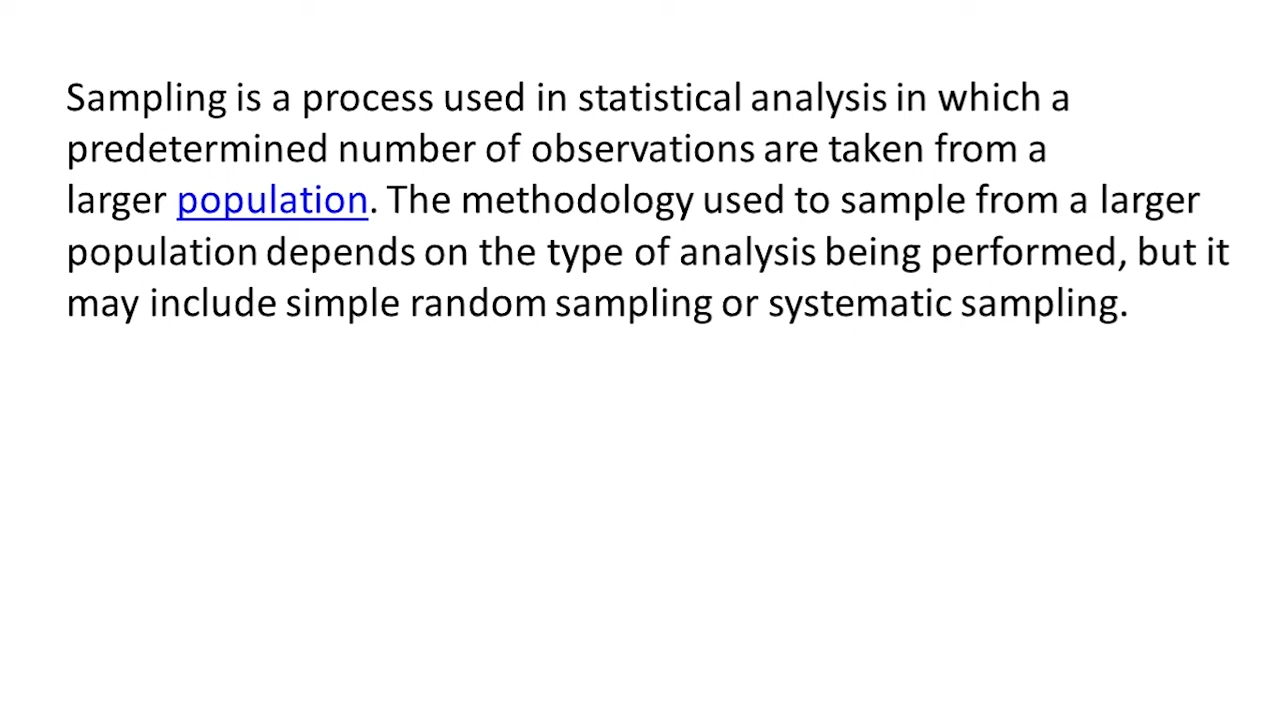 Sampling is a process used in statistical analysis in which a
predetermined number of observations are taken from a
larger population. The methodology used to sample from a larger
population depends on the type of analysis being performed, but it
may include simple random sampling or systematic sampling.